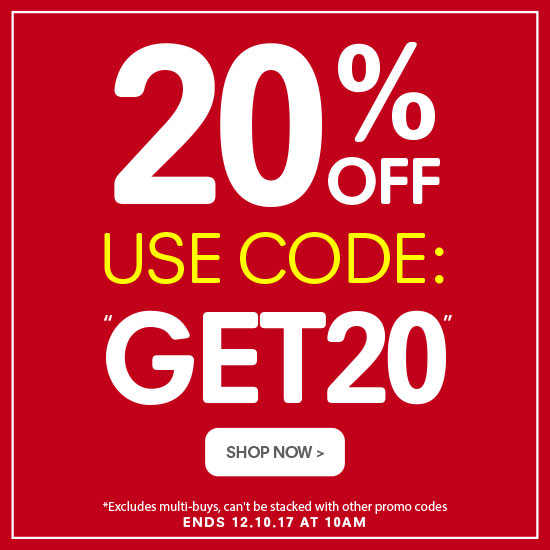 20%
OFF
USE CODE:
“GET20”
SHOP NOW >
*Excludes multi-buys, can't be stacked with other promo codes
ENDS 12.10.17 AT 10AM